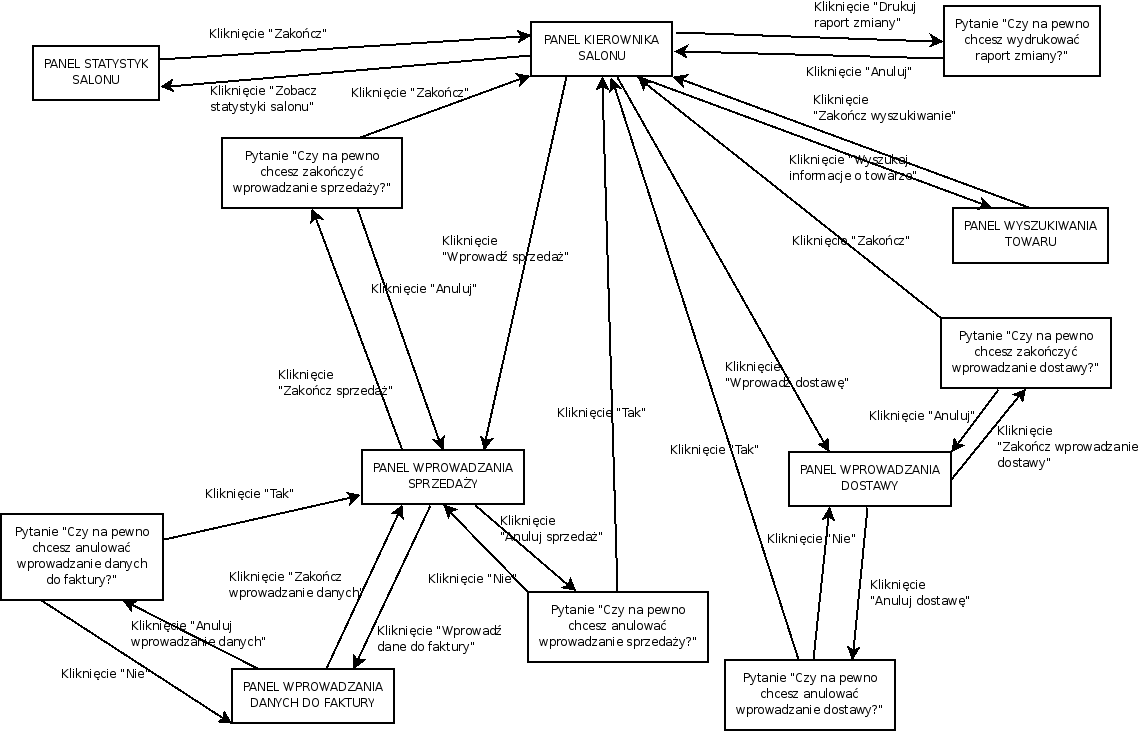 Kliknięcie "Drukuj
raport zmiany"
Pytanie "Czy na pewno
chcesz wydrukować
raport zmiany?"
Kliknięcie "Zakończ"
PANEL KIEROWNIKA
SALONU
PANEL STATYSTYK
SALONU
Kliknięcie "Anuluj"
Kliknięcie "Zobacz
statystyki salonu"
Kliknięcie "Zakończ"
Kliknięcie
"Zakończ wyszukiwanie"
Pytanie "Czy na pewno
chcesz zakończyć
wprowadzanie sprzedaży?"
Kliknięcie "Wyszukaj
informacje o towarze"
PANEL WYSZUKIWANIA
TOWARU
Kliknięcie
"Wprowadź sprzedaż"
Kliknięcie "Zakończ"
Kliknięcie "Anuluj"
Pytanie "Czy na pewno
chcesz zakończyć
wprowadzanie dostawy?"
Kliknięcie
"Zakończ sprzedaż"
Kliknięcie
"Wprowadź dostawę"
Kliknięcie "Tak"
Kliknięcie "Anuluj"
Kliknięcie
"Zakończ wprowadzanie
dostawy"
Kliknięcie "Tak"
PANEL WPROWADZANIA
SPRZEDAŻY
PANEL WPROWADZANIA
DOSTAWY
Kliknięcie "Tak"
Pytanie "Czy na pewno
chcesz anulować
wprowadzanie danych
do faktury?"
Kliknięcie
"Anuluj sprzedaż"
Kliknięcie "Nie"
Kliknięcie "Zakończ
wprowadzanie danych"
Kliknięcie "Nie"
Kliknięcie
"Anuluj dostawę"
Pytanie "Czy na pewno
chcesz anulować
wprowadzanie sprzedaży?"
Kliknięcie "Anuluj
wprowadzanie danych"
Kliknięcie "Wprowadź
dane do faktury"
Kliknięcie "Nie"
PANEL WPROWADZANIA
DANYCH DO FAKTURY
Pytanie "Czy na pewno
chcesz anulować
wprowadzanie dostawy?"